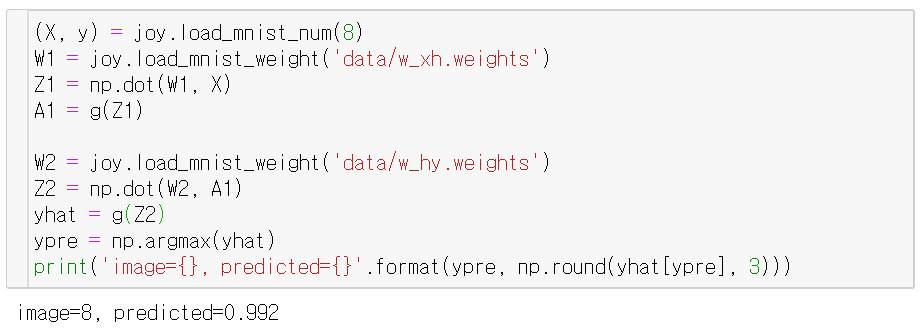 (X, y) = joy.load_mnist_num(8)
W1 = joy.load_mnist_weight('data/w_xh.weights')
Z1 = np.dot(W1, X)
A1 = g(Z1)
W2 = joy.load_mnist_weight('data/w_hy.weights')
Z2 = np.dot(W2, A1)
yhat = g(Z2)
ypre = np.argmax(yhat)
print('image={}, predicted={}'.format(ypre, np.round(yhat[ypre], 3)))
image=8, predicted=0.992